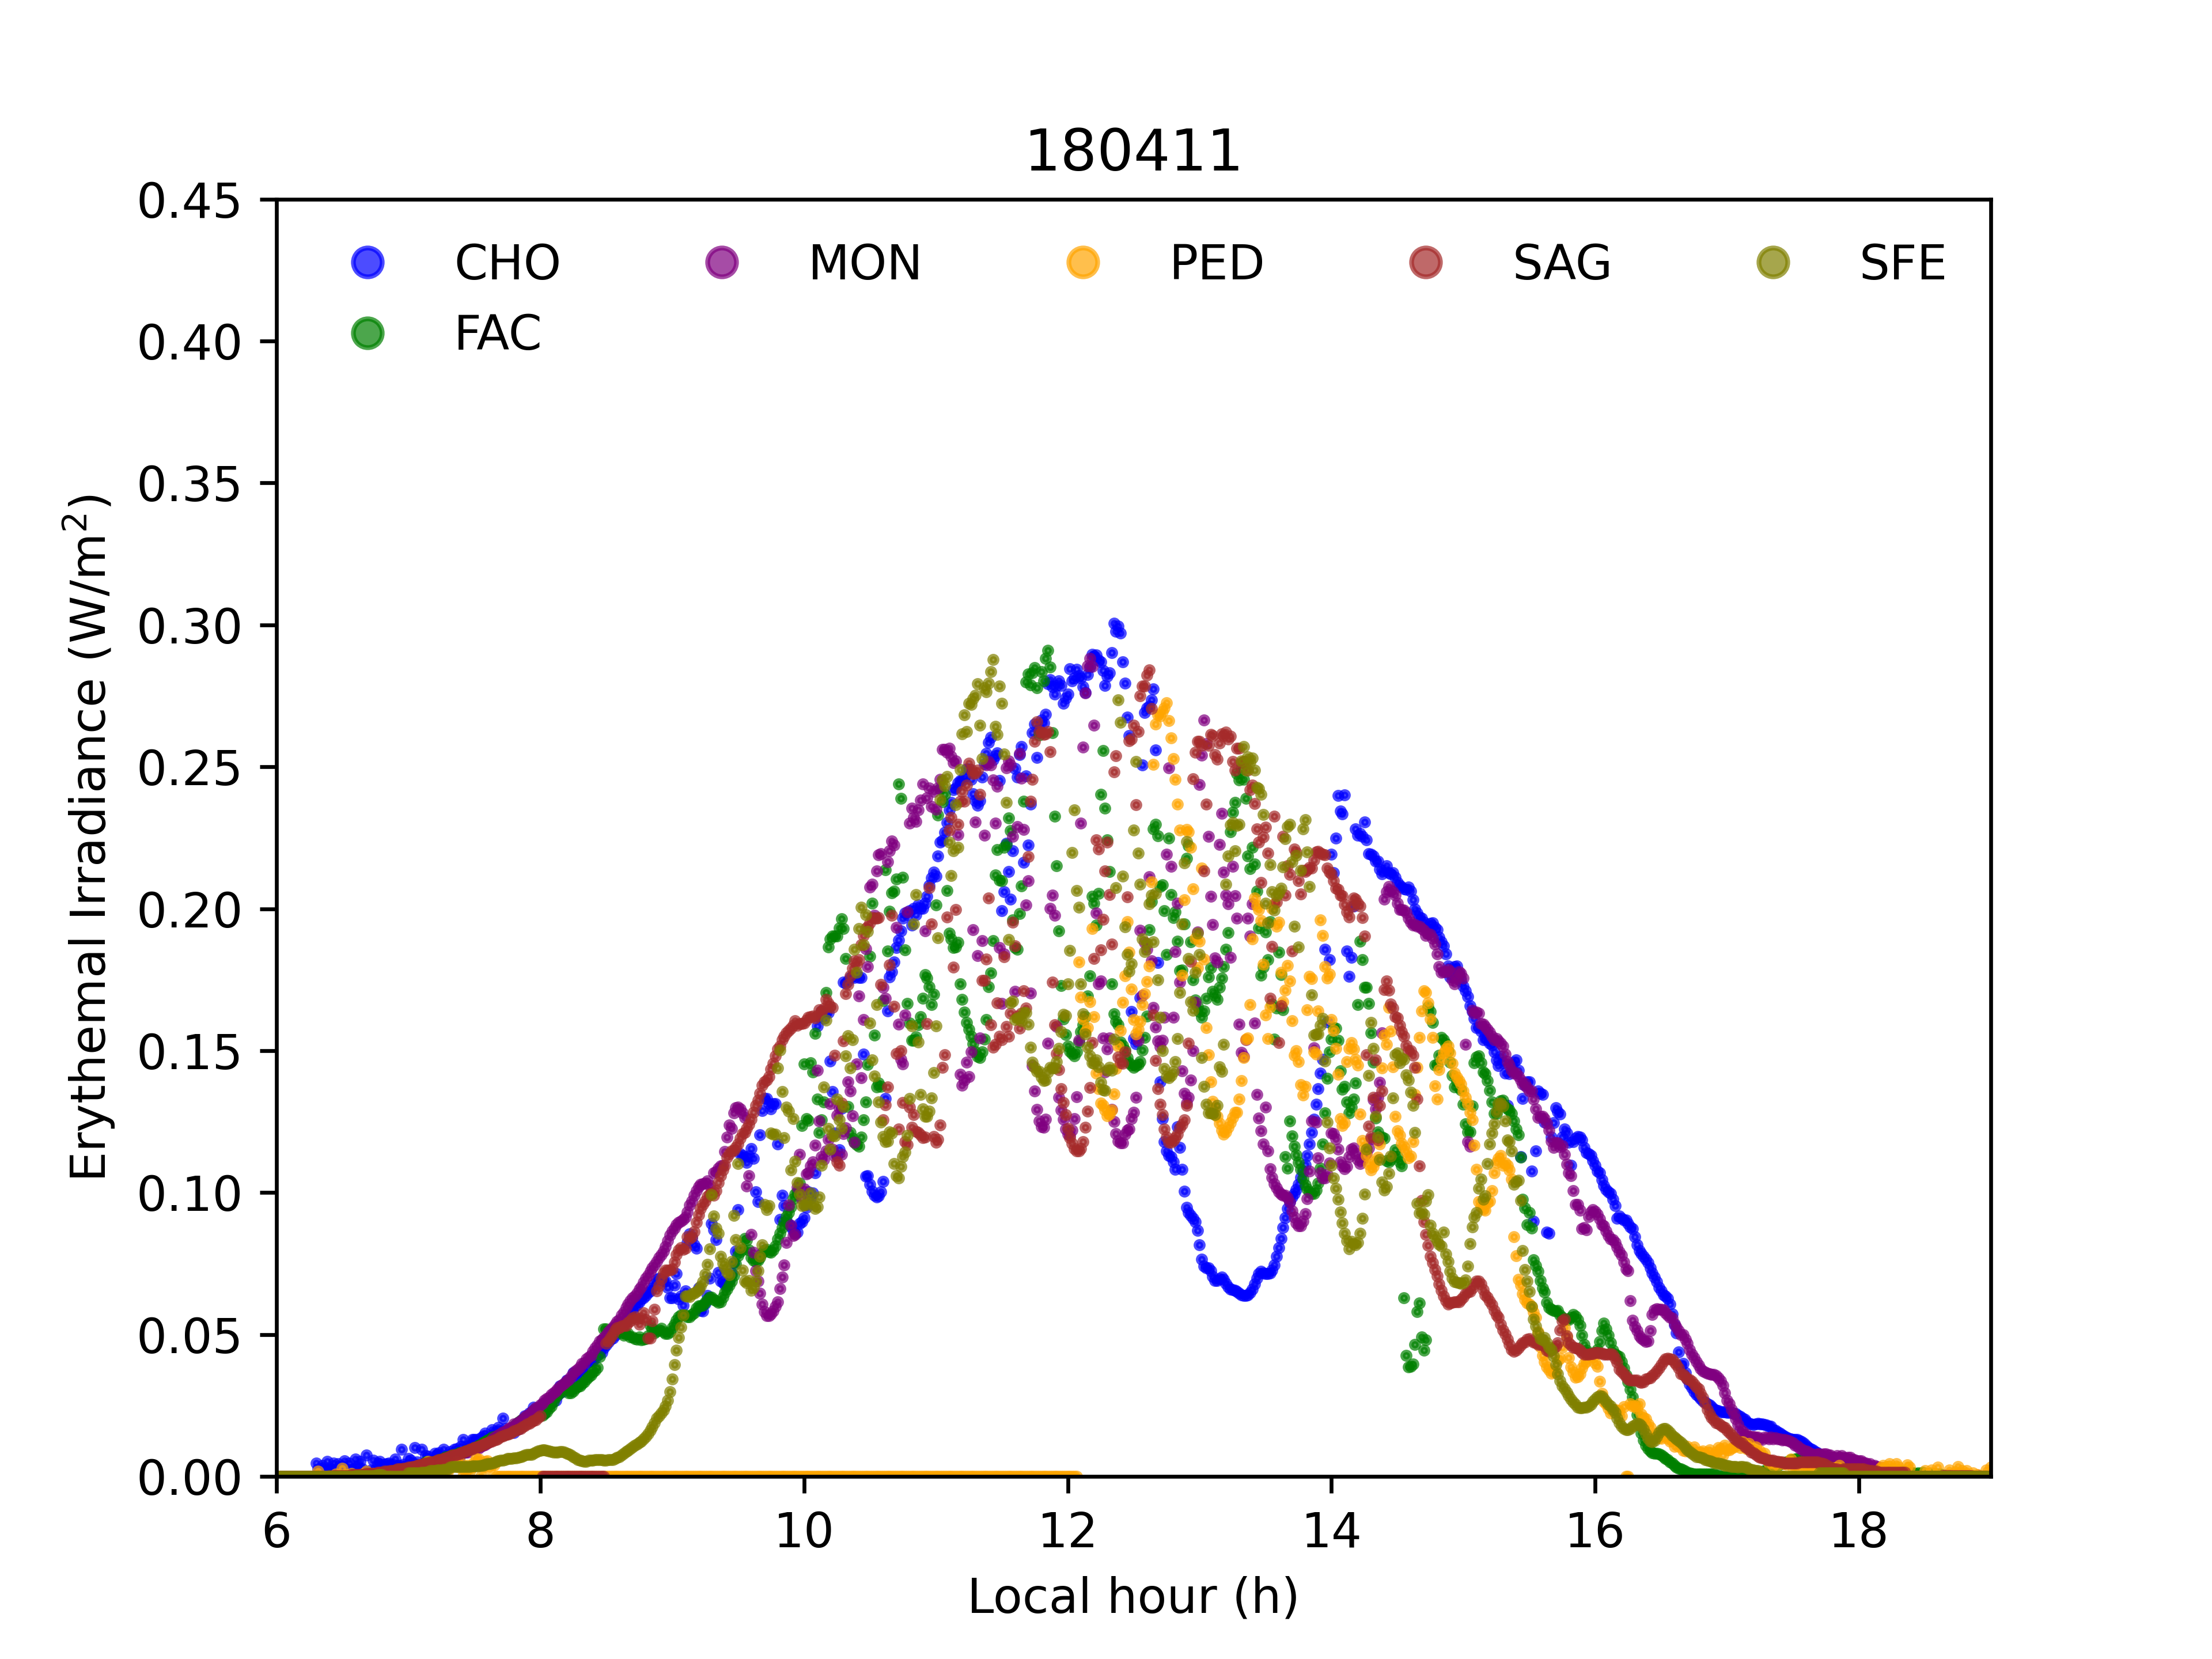 180411
CHO MON PED SAG SFE
FAC
0.45
0.40
0.35
0.30
0.25
0.20
0.15
0.10
0.05
0.00
Erythemal Irradiance (W/m²)
6 8 10 12 14 16 18
Local hour (h)